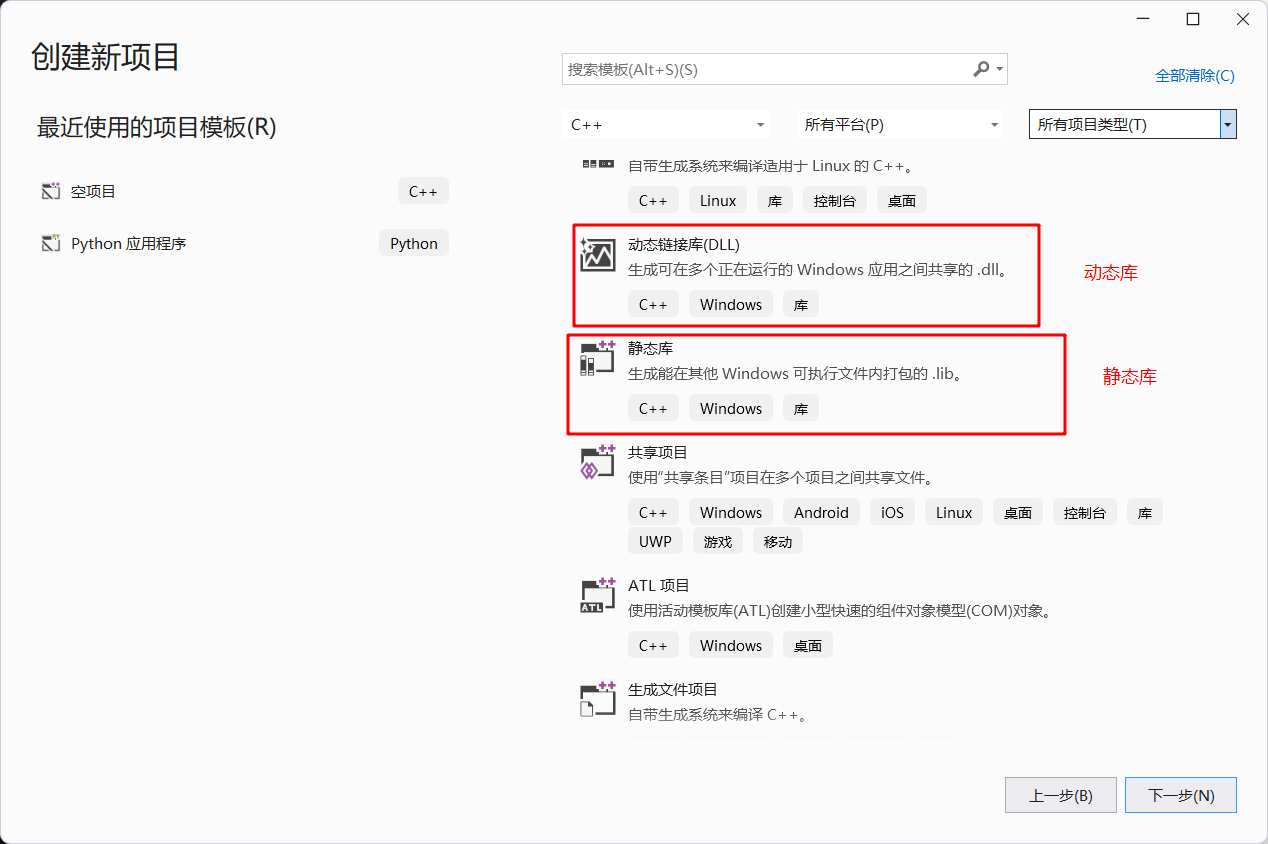 创建新项目
搜索模板(Alt+S)(S)
全部清除(C)
最近使用的项目模板(R)
C++
所有平台(P)
所有项目类型(T)
空项目
C++
Python 应用程序
Python
自带生成系统来编译适用于 Linux 的 C++。
C++ Linux 库 控制台 桌面
动态链接库(DLL)
生成可在多个正在运行的 Windows 应用之间共享的 .dll。
C++ Windows 库
动态库
静态库
生成能在其他 Windows 可执行文件内打包的 .lib。
C++ Windows 库
静态库
共享项目
使用“共享条目”项目在多个项目之间共享文件。
C++ Windows Android iOS Linux 桌面 控制台 库
UWP 游戏 移动
ATL
ATL 项目
使用活动模板库(ATL)创建小型快速的组件对象模型(COM)对象。
C++ Windows 桌面
生成文件项目
自带生成系统来编译 C++。
上一步(B)
下一步(N)